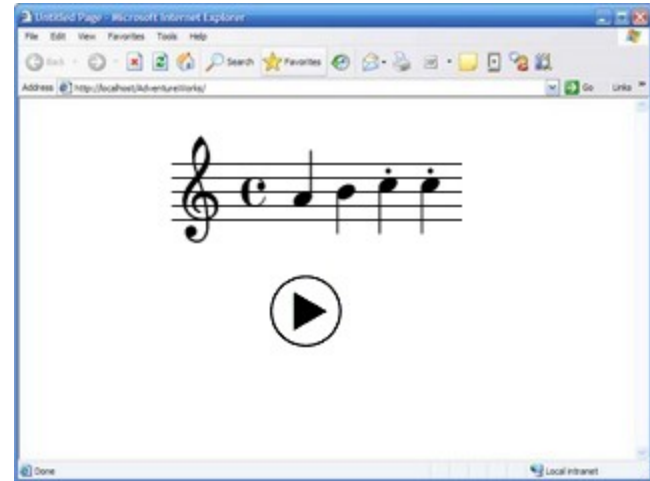 Untitled Page - Microsoft Internet Explorer
File Edit View Favorites Tools Help
Back Search Favorites
Address http://localhost/AdventureWorks/ Go Links »
Done Local intranet